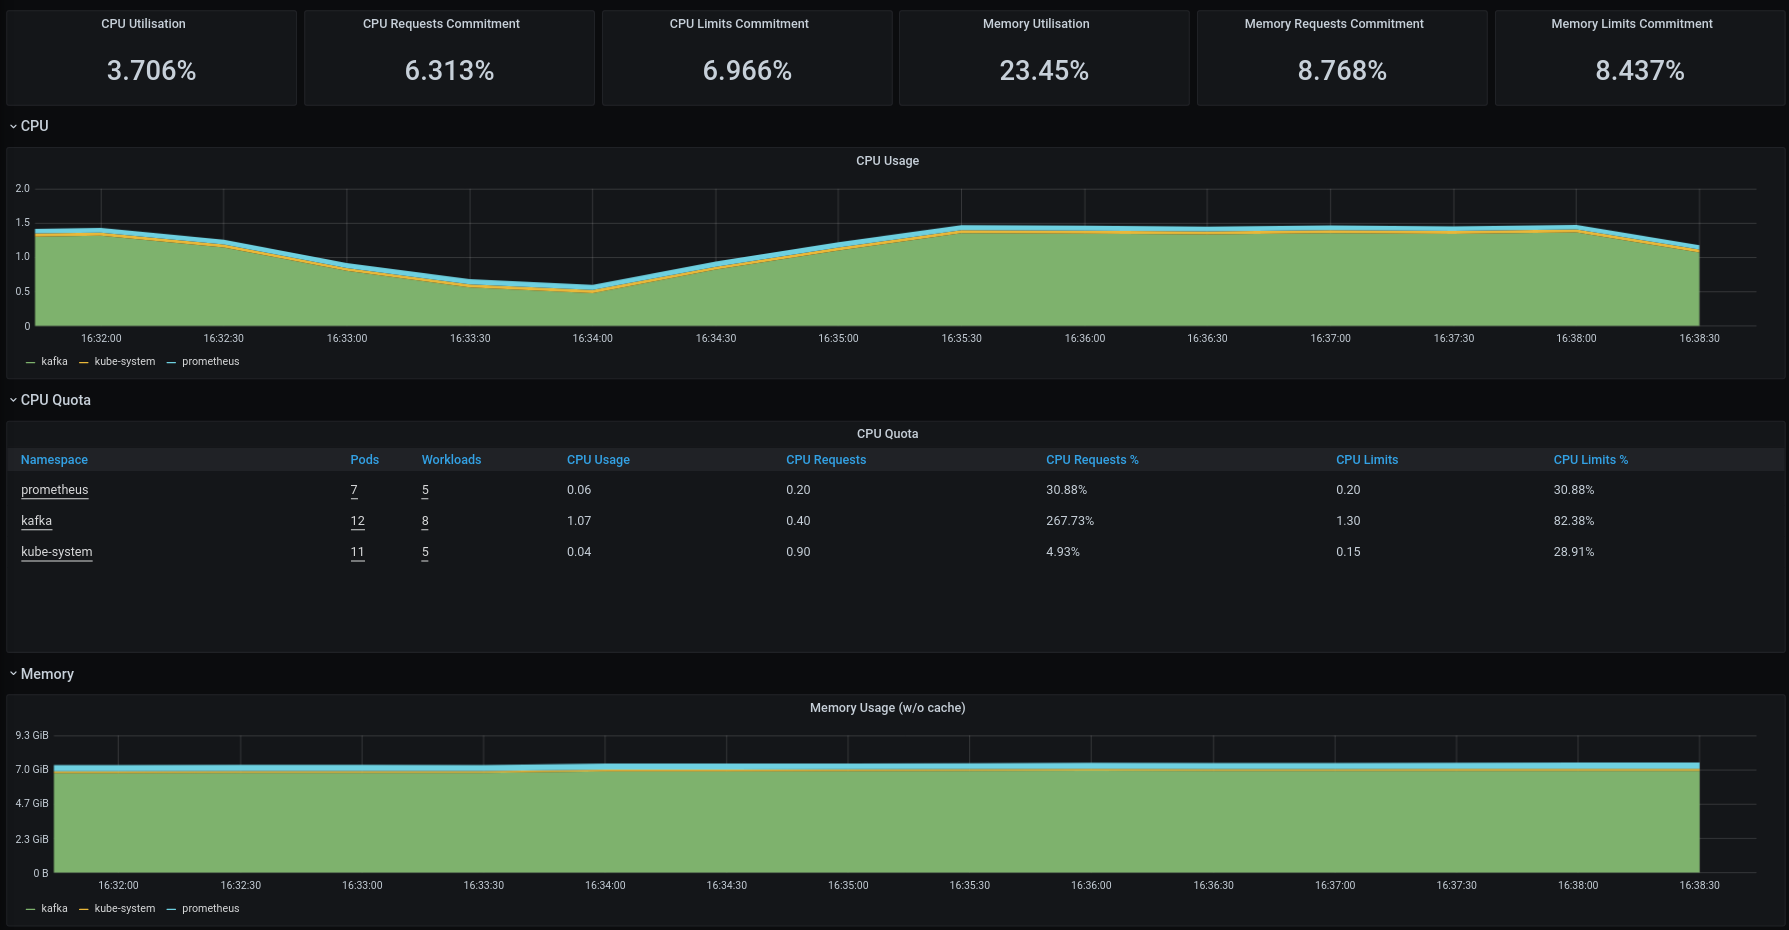 CPU Utilisation CPU Requests Commitment CPU Limits Commitment Memory Utilisation Memory Requests Commitment Memory Limits Commitment
3.706% 6.313% 6.966% 23.45% 8.768% 8.437%
CPU
CPU Usage
2.0
1.5
1.0
0.5
0
16:32:00 16:32:30 16:33:00 16:33:30 16:34:00 16:34:30 16:35:00 16:35:30 16:36:00 16:36:30 16:37:00 16:37:30 16:38:00 16:38:30
kafka kube-system prometheus
CPU Quota
CPU Quota
Namespace Pods Workloads CPU Usage CPU Requests CPU Requests % CPU Limits CPU Limits %
prometheus 7 5 0.06 0.20 30.88% 0.20 30.88%
kafka 12 8 1.07 0.40 267.73% 1.30 82.38%
kube-system 11 5 0.04 0.90 4.93% 0.15 28.91%
Memory
Memory Usage (w/o cache)
9.3 GiB
7.0 GiB
4.7 GiB
2.3 GiB
0 B
16:32:00 16:32:30 16:33:00 16:33:30 16:34:00 16:34:30 16:35:00 16:35:30 16:36:00 16:36:30 16:37:00 16:37:30 16:38:00 16:38:30
kafka kube-system prometheus